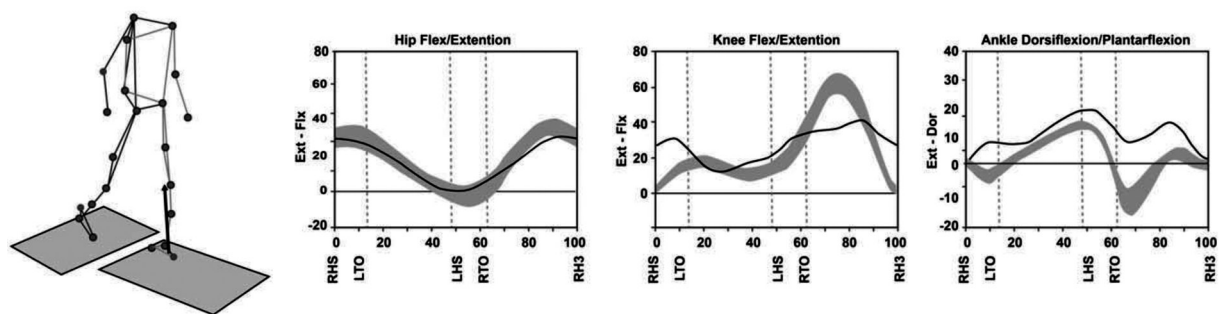 Hip Flex/Extention
Ext - Flx
80
60
40
20
0
-20
0 20 40 60 80 100
RHS LTO LHS RTO RH3
Knee Flex/Extention
Ext - Flx
80
60
40
20
0
0 20 40 60 80 100
RHS LTO LHS RTO RH3
Ankle Dorsiflexion/Plantarflexion
Ext - Dor
40
30
20
10
0
-10
-20
0 20 40 60 80 100
RHS LTO LHS RTO RH3